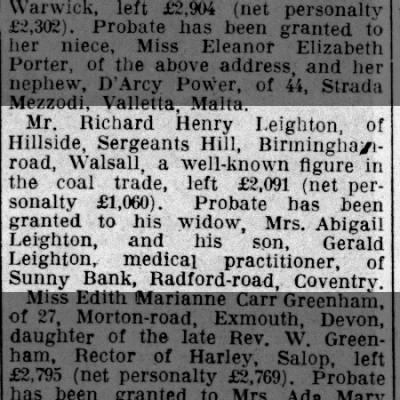 Warwick, left £2,904 (net personalty
£2,302). Probate has been granted to
her niece, Miss Eleanor Elizabeth
Porter, of the above address, and her
nephew, D'Arcy Power, of 44, Strada
Mezzodi, Valletta, Malta.
Mr. Richard Henry Leighton, of
Hillside, Sergeants Hill, Birmingham-
road, Walsall, a well-known figure in
the coal trade, left £2,091 (net per-
sonalty £1,060). Probate has been
granted to his widow, Mrs. Abigail
Leighton, and his son, Gerald
Leighton, medical practitioner, of
Sunny Bank, Radford-road, Coventry.
Miss Edith Marianne Carr Greenham,
of 27, Morton-road, Exmouth, Devon,
daughter of the late Rev. W. Green-
ham, Rector of Harley, Salop, left
£2,795 (net personalty £2,769). Probate
has been granted to Mrs. Ada Mary